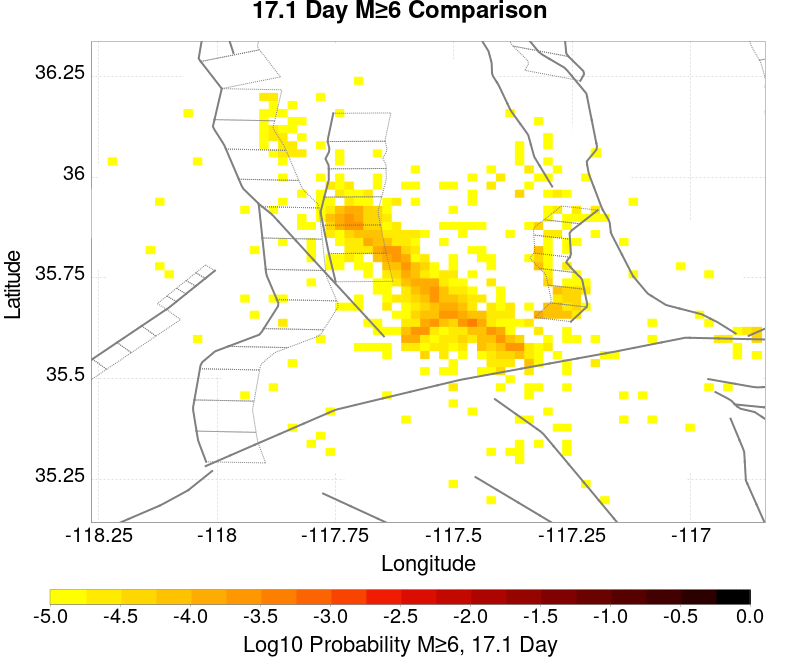 17.1 Day M≥6 Comparison
36.25
36
35.75
35.5
35.25
Latitude
-118.25 -118 -117.75 -117.5 -117.25 -117
Longitude
-5.0 -4.5 -4.0 -3.5 -3.0 -2.5 -2.0 -1.5 -1.0 -0.5 0.0
Log10 Probability M≥6, 17.1 Day